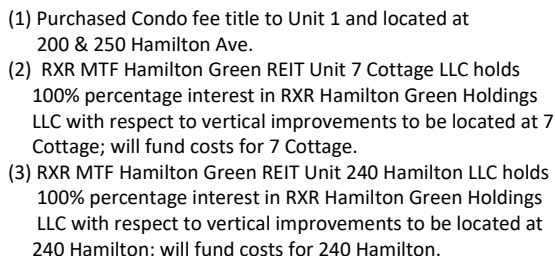 (1) Purchased Condo fee title to Unit 1 and located at
200 & 250 Hamilton Ave.
(2) RXR MTF Hamilton Green REIT Unit 7 Cottage LLC holds
100% percentage interest in RXR Hamilton Green Holdings
LLC with respect to vertical improvements to be located at 7
Cottage; will fund costs for 7 Cottage.
(3) RXR MTF Hamilton Green REIT Unit 240 Hamilton LLC holds
100% percentage interest in RXR Hamilton Green Holdings
LLC with respect to vertical improvements to be located at
240 Hamilton; will fund costs for 240 Hamilton.